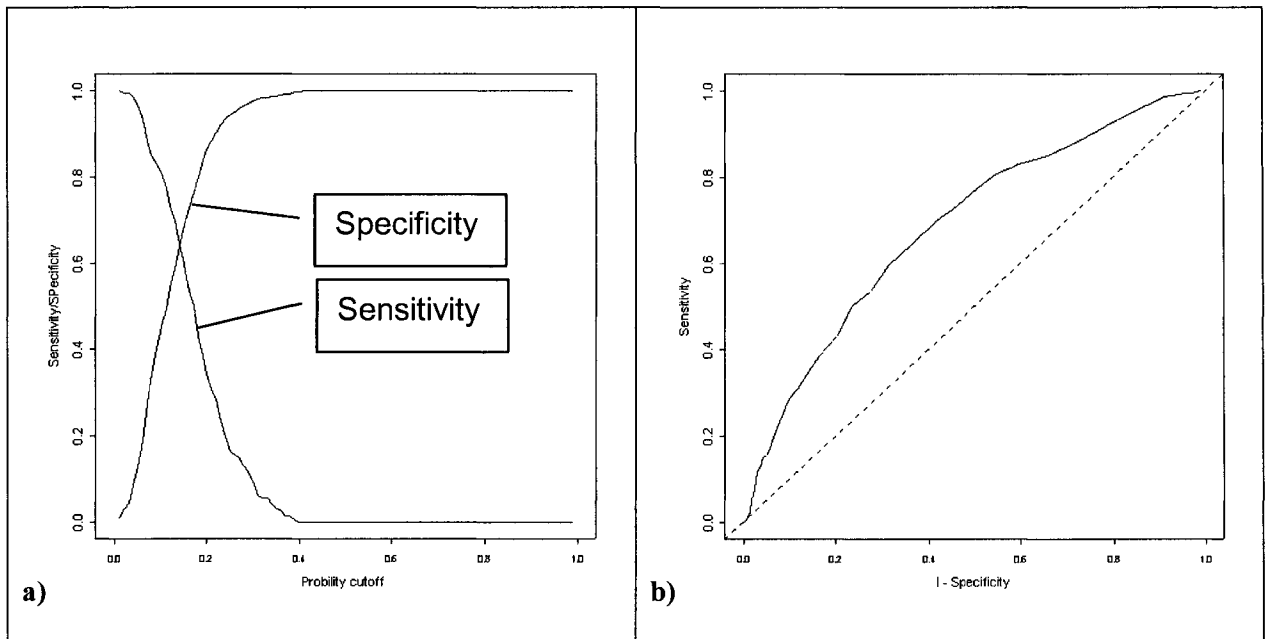 Sensitivity/SPecificity
1.0
0.8
0.6
0.4
0.2
0.0
Specificity
Sensitivity
0.0 0.2 0.4 0.6 0.8 1.0
Probility cutoff
a)
Sensitivity
1.0
0.8
0.6
0.4
0.2
0.0
0.0 0.2 0.4 0.6 0.8 1.0
I - Specificity
b)